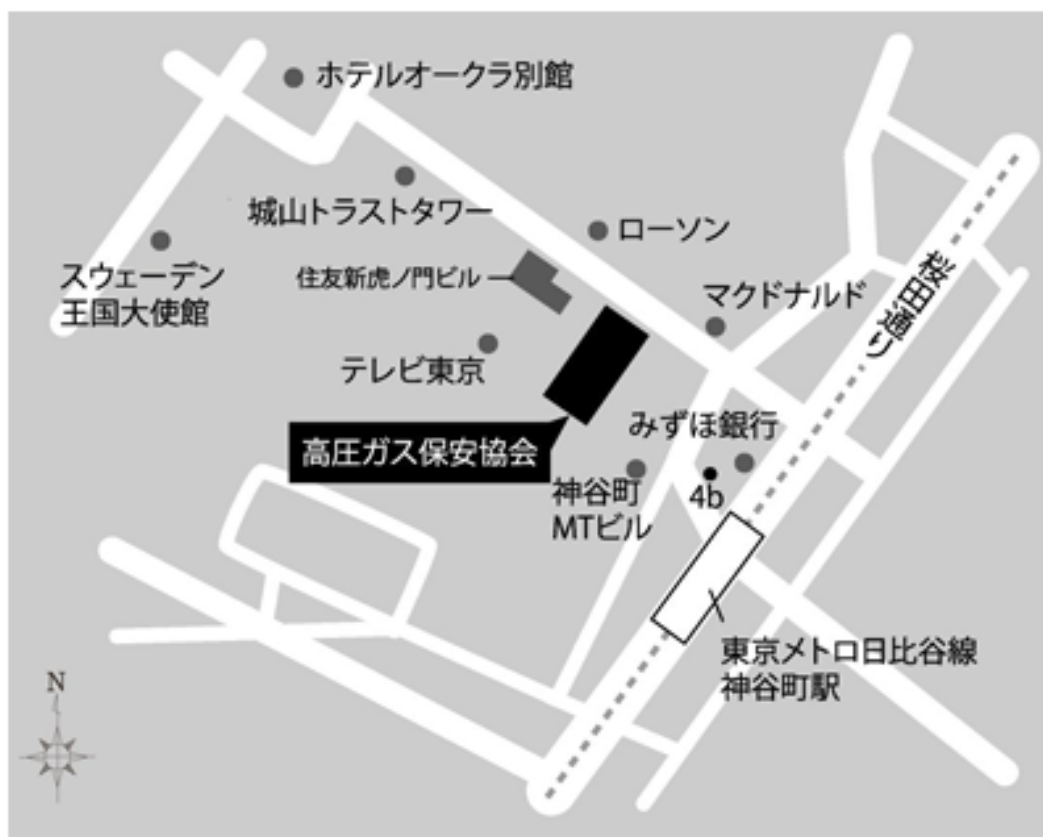 ホテルオークラ別館
城山トラストタワー
ローソン
スウェーデン
王国大使館
住友新虎ノ門ビル
マクドナルド
桜田通り
テレビ東京
みずほ銀行
高圧ガス保安協会
神谷町
MTビル
4b
東京メトロ日比谷線
神谷町駅
N